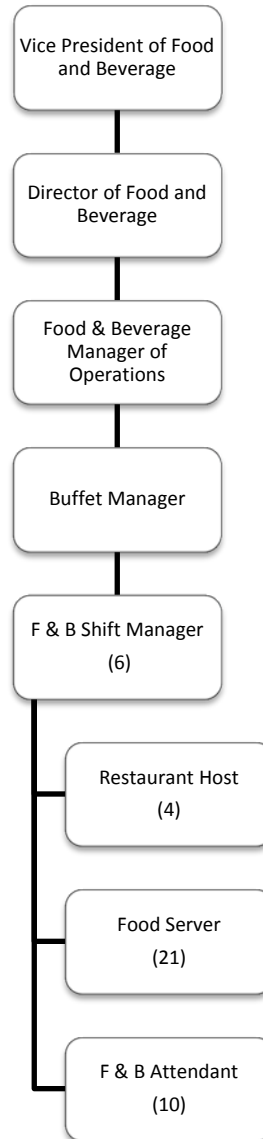 Vice President of Food
and Beverage
Director of Food and
Beverage
Food & Beverage
Manager of
Operations
Buffet Manager
F & B Shift Manager
(6)
Restaurant Host
(4)
Food Server
(21)
F & B Attendant
(10)